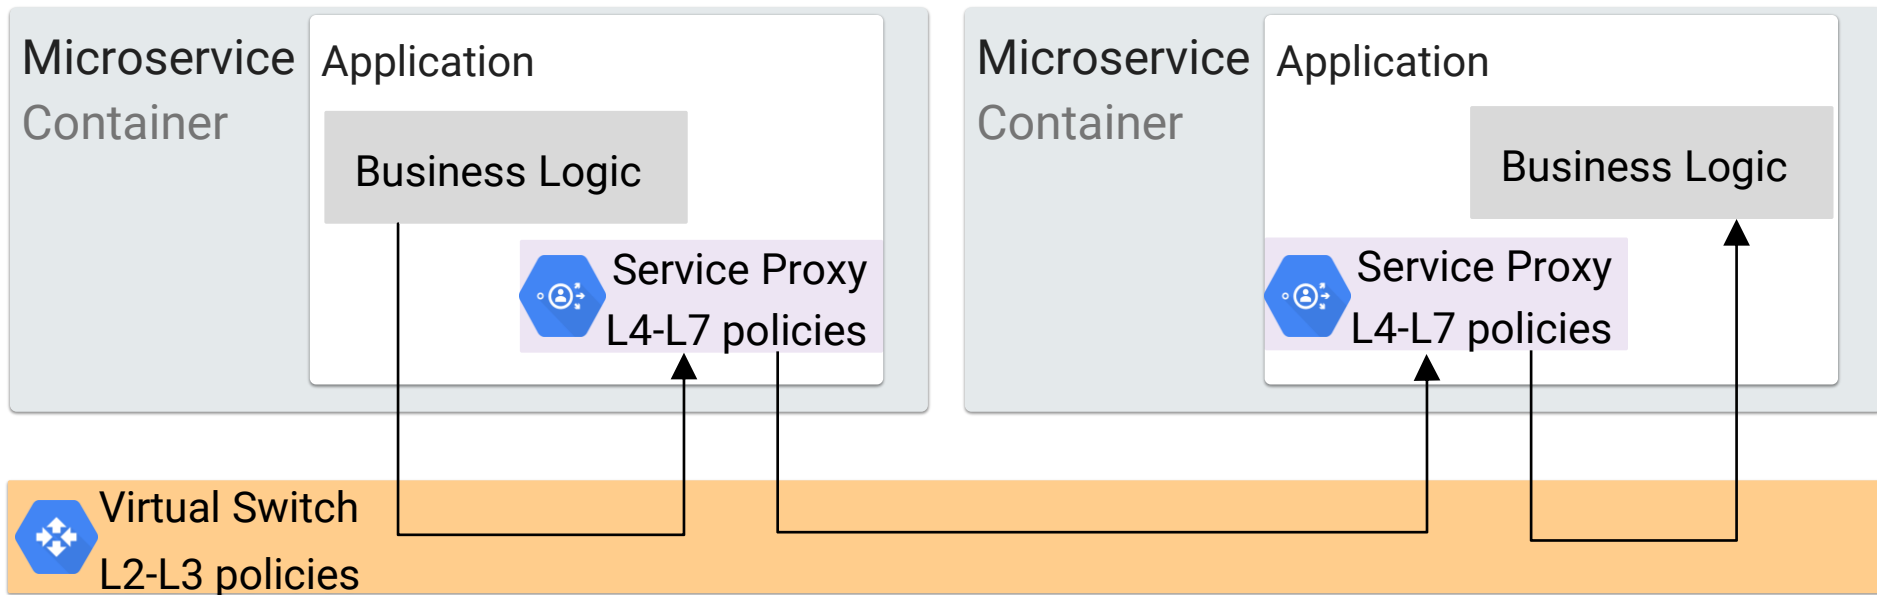 Microservice
Container
Application
Business Logic
Service Proxy
L4-L7 policies
Microservice
Container
Application
Business Logic
Service Proxy
L4-L7 policies
Virtual Switch
L2-L3 policies